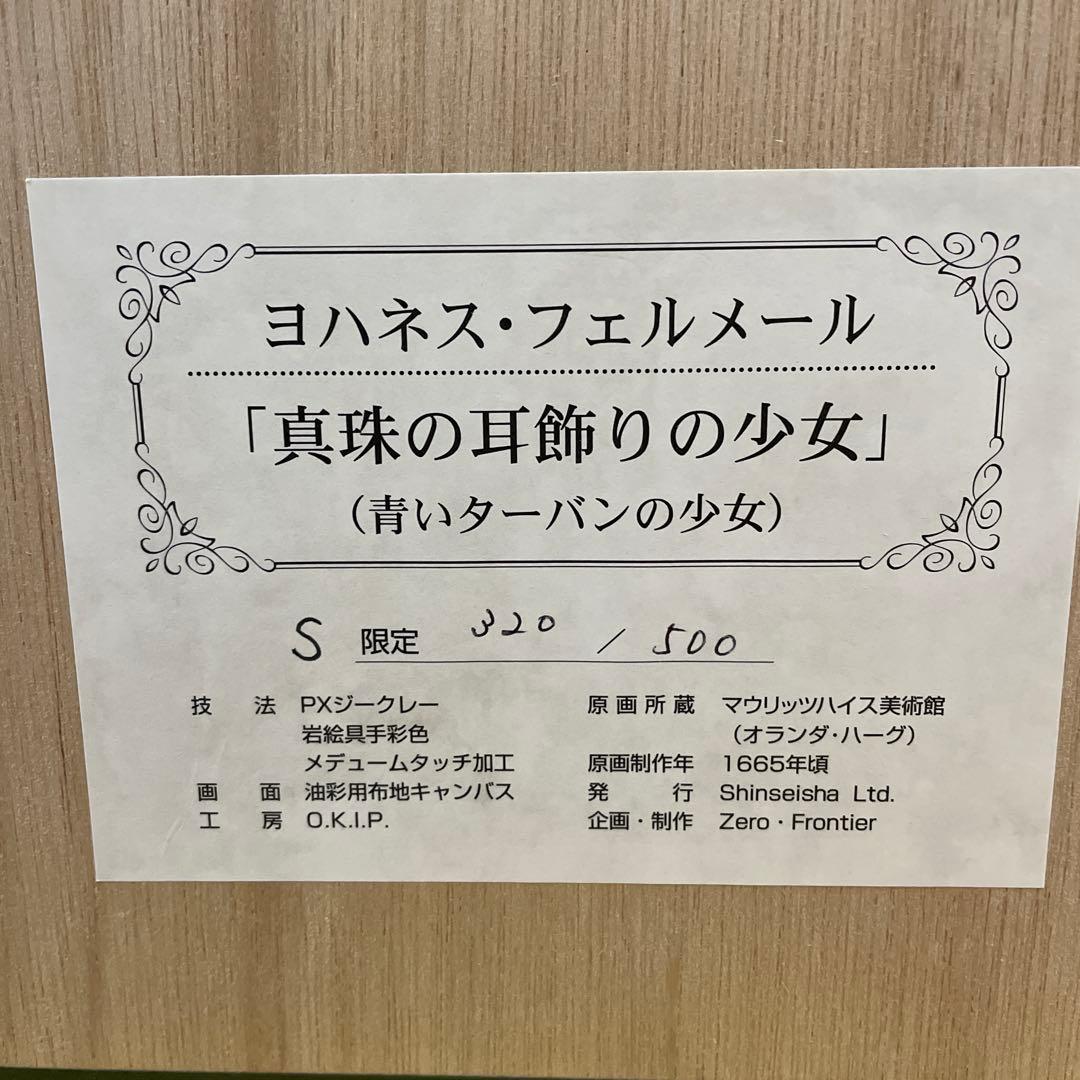 ヨハネス・フェルメール
「真珠の耳飾りの少女」
（青いターバンの少女）
S 限定 320 / 500
技法 PXジークレー
岩絵具手彩色
メデュームタッチ加工
画面 油彩用布地キャンバス
工房 O.K.I.P.
原画所蔵 マウリッツハイス美術館
（オランダ・ハーグ）
原画制作年 1665年頃
発行 Shinseisha Ltd.
企画・制作 Zero・Frontier